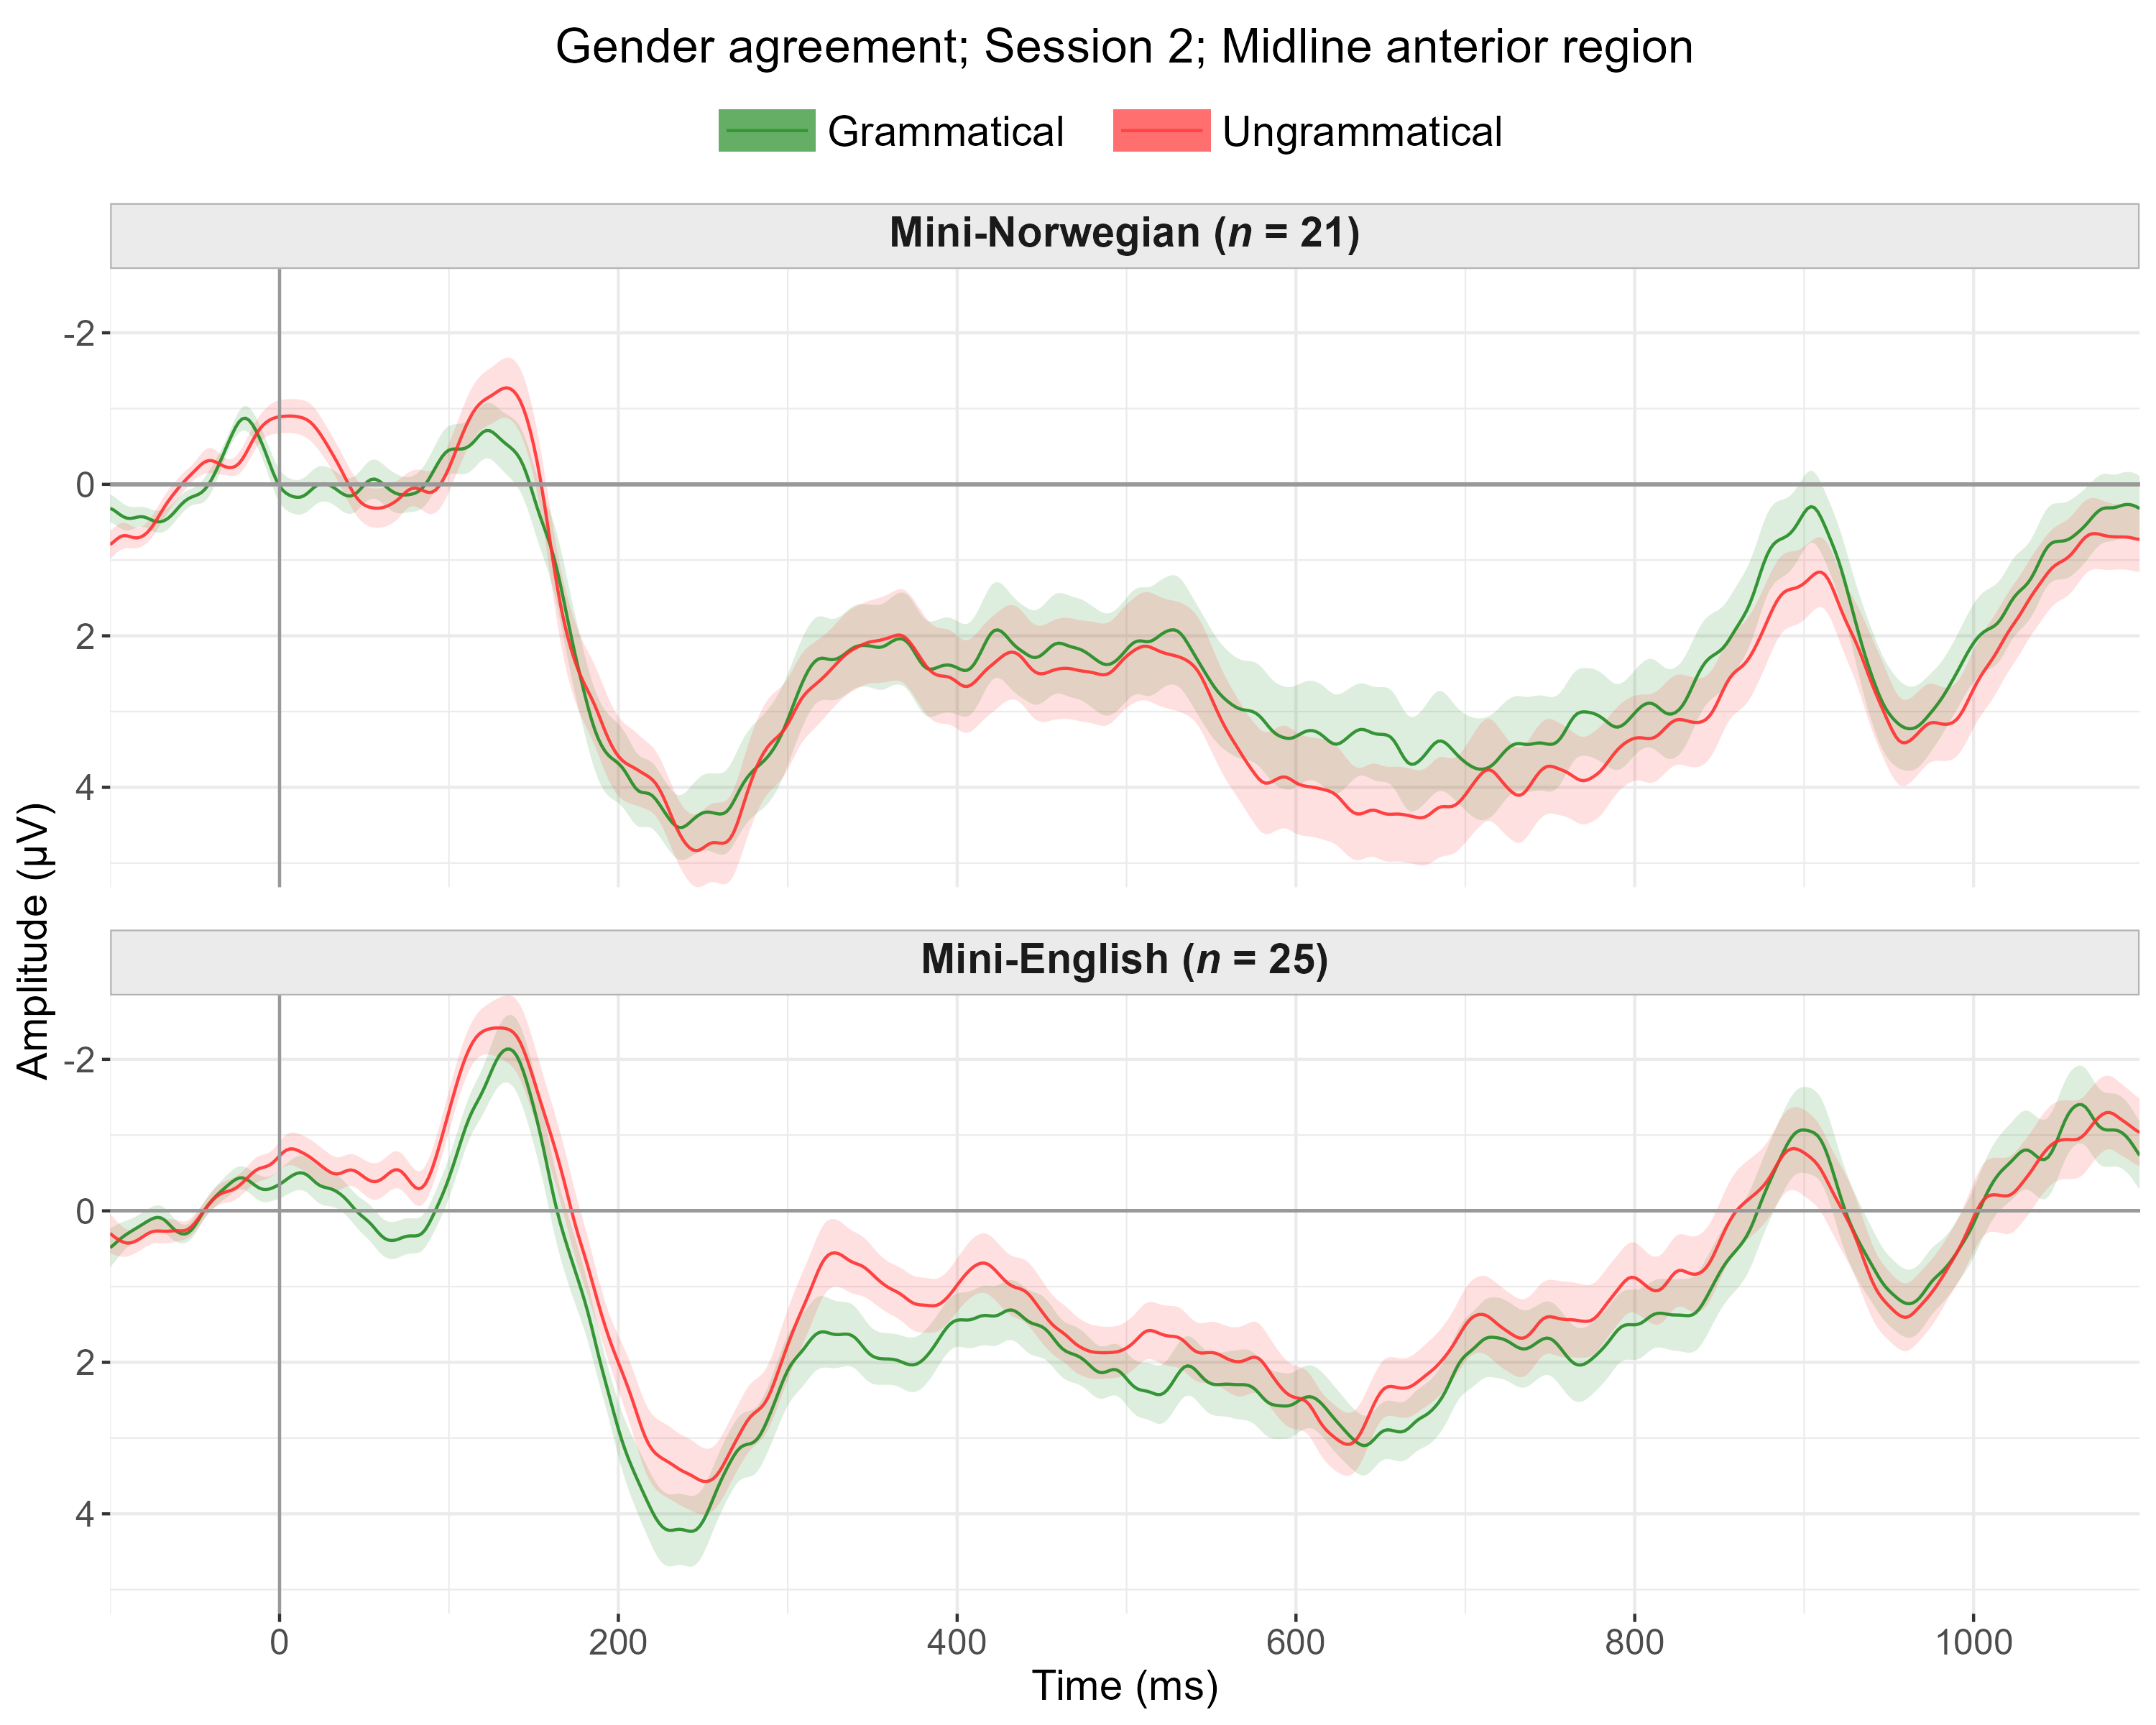 Gender agreement; Session 2; Midline anterior region
Grammatical Ungrammatical
Mini-Norwegian (n = 21)
-2
0
2
4
Mini-English (n = 25)
-2
0
2
4
Amplitude (µV)
0 200 400 600 800 1000
Time (ms)